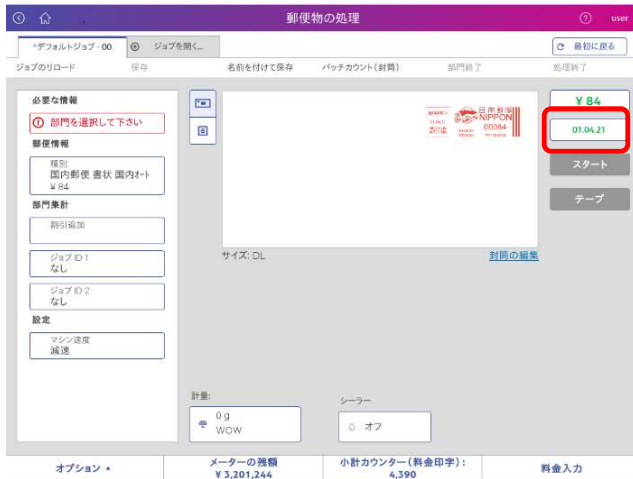 郵便物の処理
user
*デフォルトジョブ - 00
ジョブを開く...
最初に戻る
ジョブのリロード
保存
名前を付けて保存
バッチカウント(封筒)
部門終了
処理終了
必要な情報
部門を選択して下さい
郵便情報
種別:
国内郵便 書状 国内オート
¥ 84
部門集計
割引追加
ジョブ ID 1
なし
ジョブ ID 2
なし
設定
マシン速度
減速
日本郵便
NIPPON
00084
サイズ: DL
封筒の編集
¥ 84
01.04.21
スタート
テープ
計量:
0 g
WOW
シーラー
オフ
オプション
メーターの残額
¥ 3,201,244
小計カウンター(料金印字):
4,390
料金入力